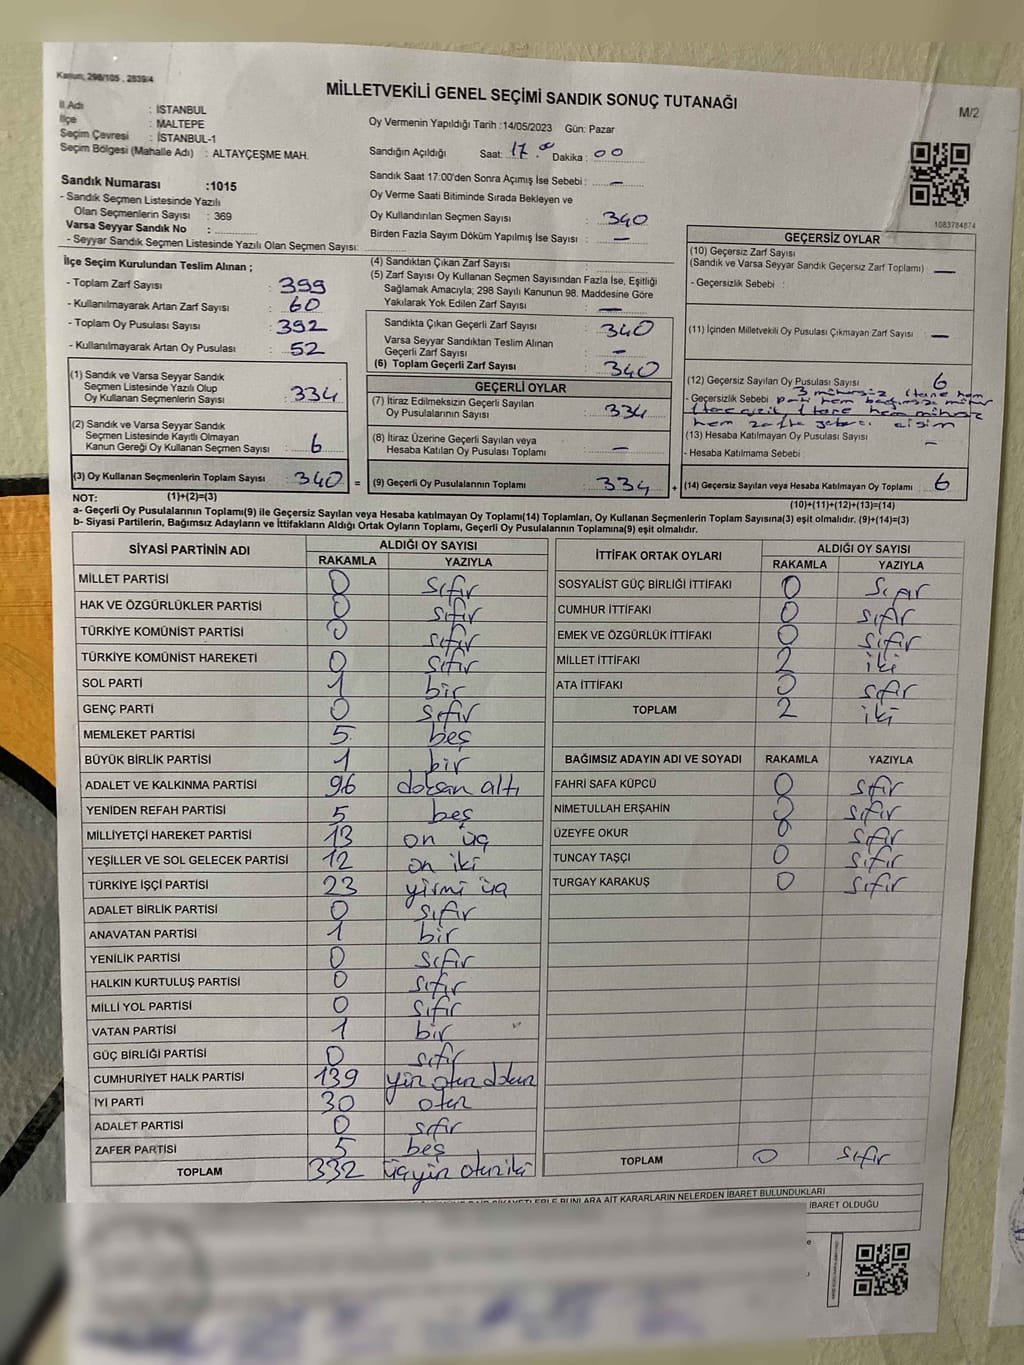 Kanun; 298/105 , 2839/4
MİLLETVEKİLİ GENEL SEÇİMİ SANDIK SONUÇ TUTANAĞI
M/2
İl Adı : İSTANBUL
İlçe : MALTEPE
Seçim Çevresi : İSTANBUL-1
Seçim Bölgesi (Mahalle Adı) : ALTAYÇEŞME MAH.
Oy Vermenin Yapıldığı Tarih :14/05/2023 Gün: Pazar
Sandığın Açıldığı Saat: 17.00 Dakika : 00
Sandık Saat 17:00'den Sonra Açımış İse Sebebi : —
Oy Verme Saati Bitiminde Sırada Bekleyen ve
Oy Kullandırılan Seçmen Sayısı : 340
Birden Fazla Sayım Döküm Yapılmış İse Sayısı : —
Sandık Numarası :1015
- Sandık Seçmen Listesinde Yazılı
Olan Seçmenlerin Sayısı : 369
Varsa Seyyar Sandık No :
- Seyyar Sandık Seçmen Listesinde Yazılı Olan Seçmen Sayısı:
1083784874
İlçe Seçim Kurulundan Teslim Alınan ;
- Toplam Zarf Sayısı : 399
- Kullanılmayarak Artan Zarf Sayısı : 60
- Toplam Oy Pusulası Sayısı : 392
- Kullanılmayarak Artan Oy Pusulası : 52
(4) Sandıktan Çıkan Zarf Sayısı :
(5) Zarf Sayısı Oy Kullanan Seçmen Sayısından Fazla İse, Eşitliği
Sağlamak Amacıyla; 298 Sayılı Kanunun 98. Maddesine Göre
Yakılarak Yok Edilen Zarf Sayısı : —
Sandıkta Çıkan Geçerli Zarf Sayısı : 340
Varsa Seyyar Sandıktan Teslim Alınan
Geçerli Zarf Sayısı : —
(6) Toplam Geçerli Zarf Sayısı : 340
GEÇERSİZ OYLAR
(10) Geçersiz Zarf Sayısı
(Sandık ve Varsa Seyyar Sandık Geçersiz Zarf Toplamı) : —
- Geçersizlik Sebebi :
(11) İçinden Milletvekili Oy Pusulası Çıkmayan Zarf Sayısı : —
(12) Geçersiz Sayılan Oy Pusulası Sayısı : 6
- Geçersizlik Sebebi : 3 mühürsüz 1 tane hem
parti hem bağımsız mühür
1 tane hem mühür
hem zarfta
(13) Hesaba Katılmayan Oy Pusulası Sayısı : —
- Hesaba Katılmama Sebebi :
(14) Geçersiz Sayılan veya Hesaba Katılmayan Oy Toplamı : 6
(10)+(11)+(12)+(13)=(14)
(1) Sandık ve Varsa Seyyar Sandık
Seçmen Listesinde Yazılı Olup
Oy Kullanan Seçmenlerin Sayısı : 334
(2) Sandık ve Varsa Seyyar Sandık
Seçmen Listesinde Kayıtlı Olmayan
Kanun Gereği Oy Kullanan Seçmen Sayısı : 6
(3) Oy Kullanan Seçmenlerin Toplam Sayısı : 340 =
GEÇERLİ OYLAR
(7) İtiraz Edilmeksizin Geçerli Sayılan
Oy Pusulalarının Sayısı : 334
(8) İtiraz Üzerine Geçerli Sayılan veya
Hesaba Katılan Oy Pusulası Toplamı : —
(9) Geçerli Oy Pusulalarının Toplamı : 334 +
NOT: (1)+(2)=(3)
a- Geçerli Oy Pusulalarının Toplamı(9) ile Geçersiz Sayılan veya Hesaba katılmayan Oy Toplamı(14) Toplamları, Oy Kullanan Seçmenlerin Toplam Sayısına(3) eşit olmalıdır. (9)+(14)=(3)
b- Siyasi Partilerin, Bağımsız Adayların ve İttifakların Aldığı Ortak Oyların Toplamı, Geçerli Oy Pusulalarının Toplamına(9) eşit olmalıdır.
SİYASİ PARTİNİN ADI ALDIĞI OY SAYISI
RAKAMLA YAZIYLA
MİLLET PARTİSİ 0 sıfır
HAK VE ÖZGÜRLÜKLER PARTİSİ 0 sıfır
TÜRKİYE KOMÜNİST PARTİSİ 0 sıfır
TÜRKİYE KOMÜNİST HAREKETİ 0 sıfır
SOL PARTİ 1 bir
GENÇ PARTİ 0 sıfır
MEMLEKET PARTİSİ 5 beş
BÜYÜK BİRLİK PARTİSİ 1 bir
ADALET VE KALKINMA PARTİSİ 96 doksan altı
YENİDEN REFAH PARTİSİ 5 beş
MİLLİYETÇİ HAREKET PARTİSİ 13 on üç
YEŞİLLER VE SOL GELECEK PARTİSİ 12 on iki
TÜRKİYE İŞÇİ PARTİSİ 23 yirmi üç
ADALET BİRLİK PARTİSİ 0 sıfır
ANAVATAN PARTİSİ 1 bir
YENİLİK PARTİSİ 0 sıfır
HALKIN KURTULUŞ PARTİSİ 0 sıfır
MİLLİ YOL PARTİSİ 0 sıfır
VATAN PARTİSİ 1 bir
GÜÇ BİRLİĞİ PARTİSİ 0 sıfır
CUMHURİYET HALK PARTİSİ 139 yüz otuz dokuz
İYİ PARTİ 30 otuz
ADALET PARTİSİ 0 sıfır
ZAFER PARTİSİ 5 beş
TOPLAM 332 üçyüz otuziki
İTTİFAK ORTAK OYLARI ALDIĞI OY SAYISI
RAKAMLA YAZIYLA
SOSYALİST GÜÇ BİRLİĞİ İTTİFAKI 0 sıfır
CUMHUR İTTİFAKI 0 sıfır
EMEK VE ÖZGÜRLÜK İTTİFAKI 0 sıfır
MİLLET İTTİFAKI 2 iki
ATA İTTİFAKI 0 sıfır
TOPLAM 2 iki
BAĞIMSIZ ADAYIN ADI VE SOYADI RAKAMLA YAZIYLA
FAHRİ SAFA KÜPCÜ 0 sıfır
NİMETULLAH ERŞAHİN 0 sıfır
ÜZEYFE OKUR 0 sıfır
TUNCAY TAŞÇI 0 sıfır
TURGAY KARAKUŞ 0 sıfır
TOPLAM 0 sıfır
BUNLARA AİT KARARLARIN NELERDEN İBARET BULUNDUKLARI
İBARET OLDUĞU